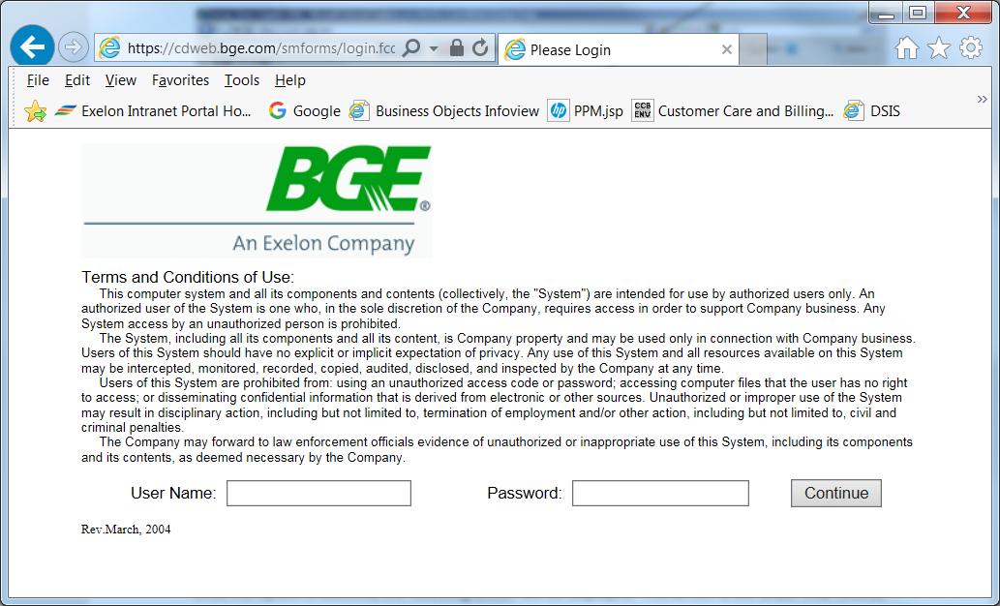 https://cdweb.bge.com/smforms/login.fcc
Please Login
File Edit View Favorites Tools Help
Exelon Intranet Portal Ho... Google Business Objects Infoview hp PPM.jsp CCB ENV Customer Care and Billing... DSIS
BGE®
An Exelon Company
Terms and Conditions of Use:
This computer system and all its components and contents (collectively, the "System") are intended for use by authorized users only. An
authorized user of the System is one who, in the sole discretion of the Company, requires access in order to support Company business. Any
System access by an unauthorized person is prohibited.
The System, including all its components and all its content, is Company property and may be used only in connection with Company business.
Users of this System should have no explicit or implicit expectation of privacy. Any use of this System and all resources available on this System
may be intercepted, monitored, recorded, copied, audited, disclosed, and inspected by the Company at any time.
Users of this System are prohibited from: using an unauthorized access code or password; accessing computer files that the user has no right
to access; or disseminating confidential information that is derived from electronic or other sources. Unauthorized or improper use of the System
may result in disciplinary action, including but not limited to, termination of employment and/or other action, including but not limited to, civil and
criminal penalties.
The Company may forward to law enforcement officials evidence of unauthorized or inappropriate use of this System, including its components
and its contents, as deemed necessary by the Company.
User Name: Password: Continue
Rev.March, 2004